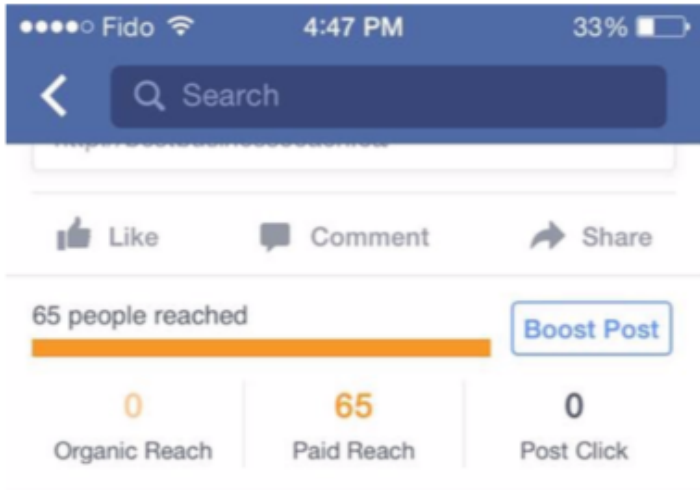 Fido 4:47 PM 33%
Search
Like Comment Share
65 people reached
Boost Post
0 65 0
Organic Reach Paid Reach Post Click